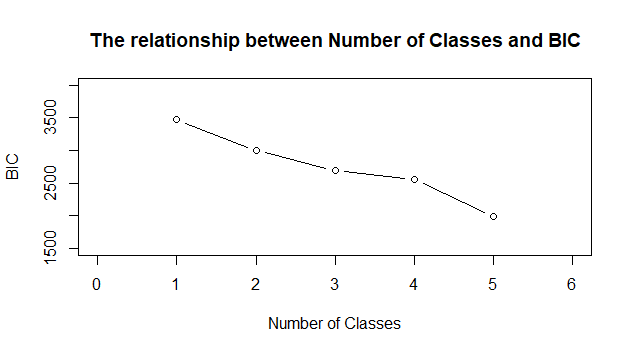 The relationship between Number of Classes and BIC
BIC
3500
2500
1500
0 1 2 3 4 5 6
Number of Classes